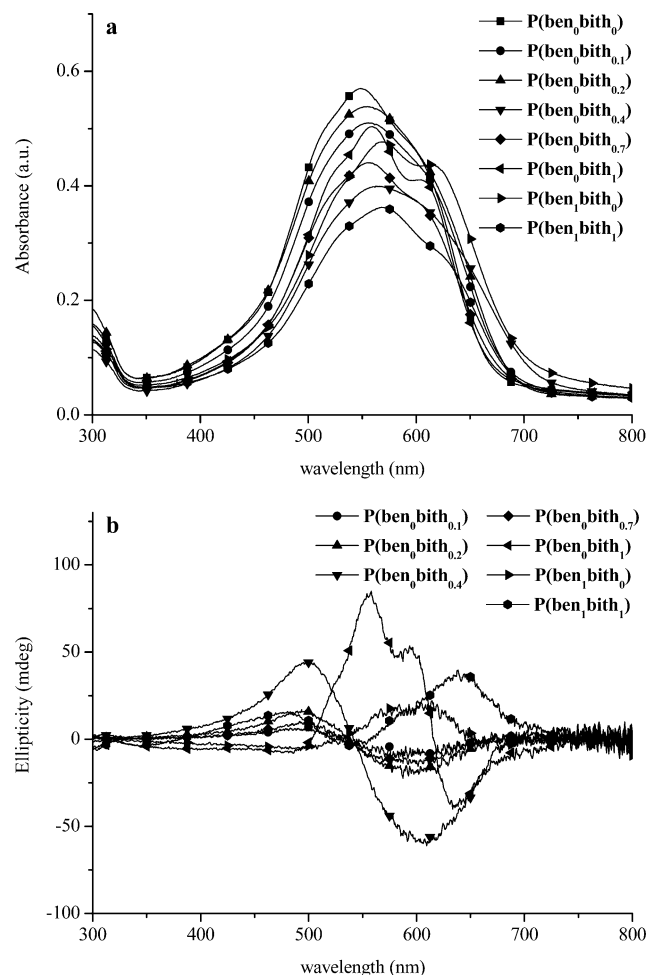 a
P(ben₀bith₀)
P(ben₀bith₀.₁)
P(ben₀bith₀.₂)
P(ben₀bith₀.₄)
P(ben₀bith₀.₇)
P(ben₀bith₁)
P(ben₁bith₀)
P(ben₁bith₁)
0.6
0.4
0.2
0.0
Absorbance (a.u.)
300 400 500 600 700 800
wavelength (nm)
b
P(ben₀bith₀.₁) P(ben₀bith₀.₇)
P(ben₀bith₀.₂) P(ben₀bith₁)
P(ben₀bith₀.₄) P(ben₁bith₀)
P(ben₁bith₁)
100
50
0
-50
-100
Ellipticity (mdeg)
300 400 500 600 700 800
wavelength (nm)